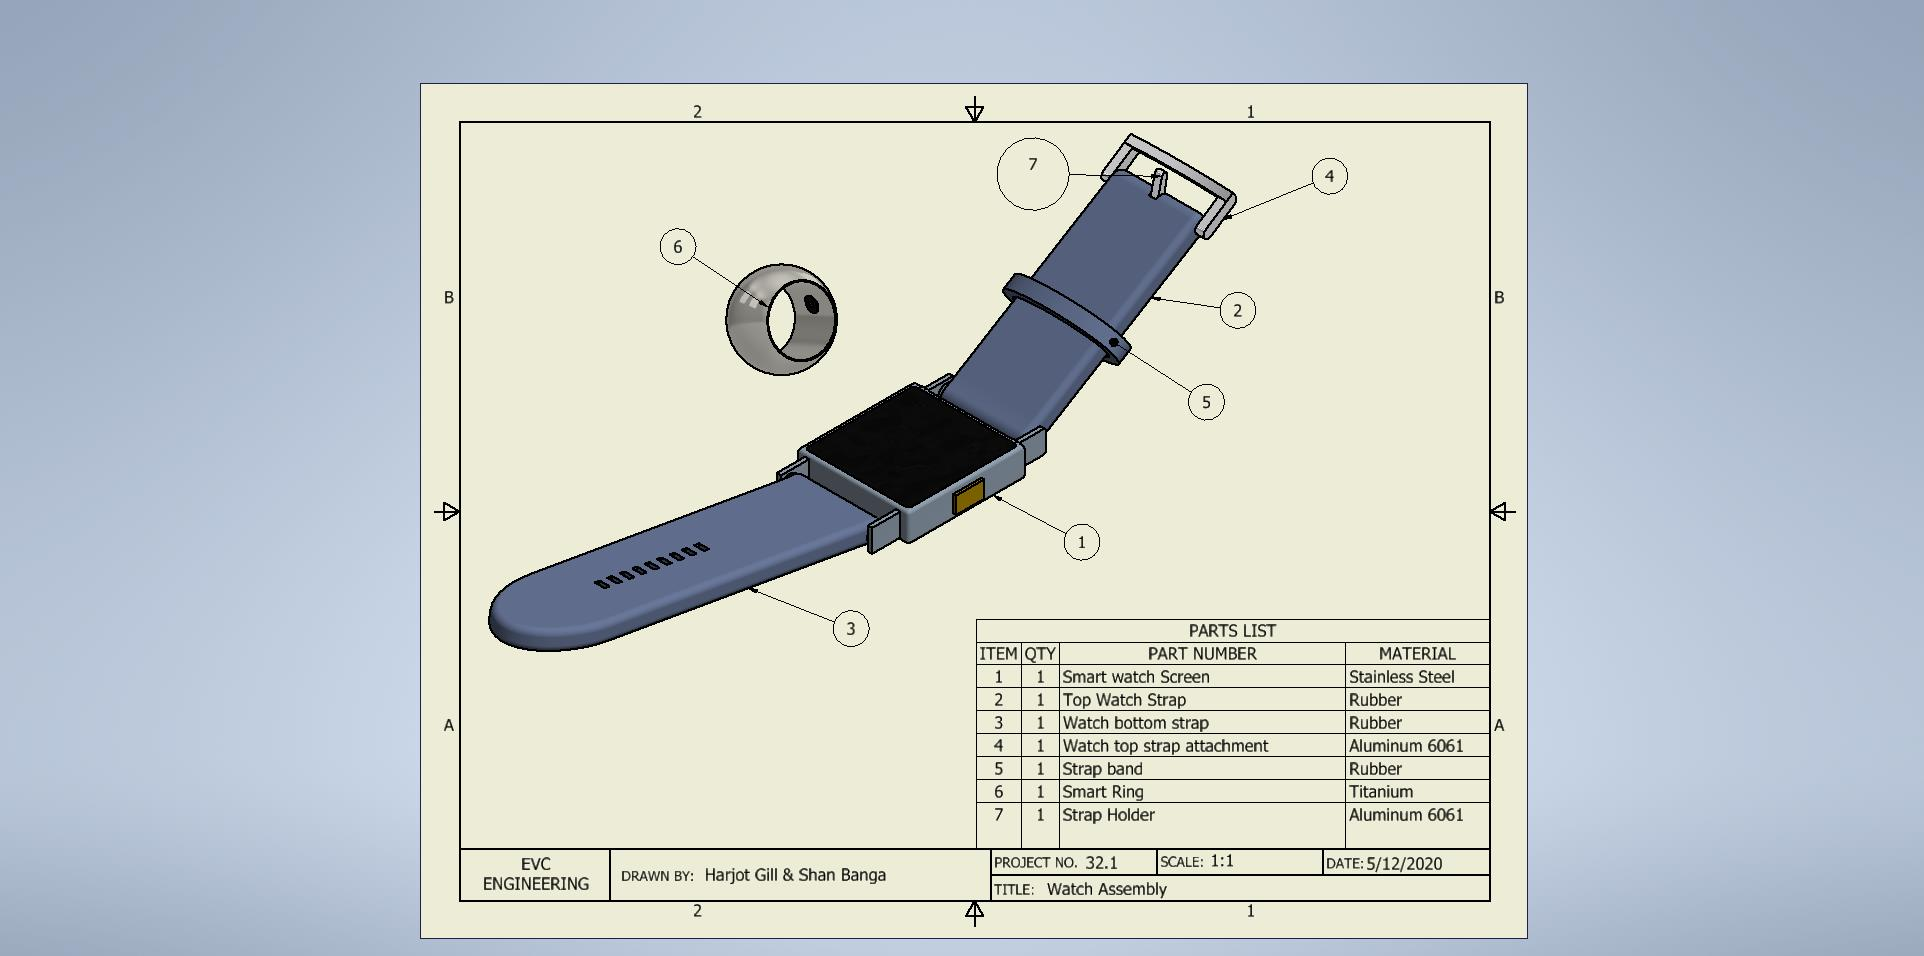 2 1
7
4
6
B B
2
5
1
3
PARTS LIST
ITEM QTY PART NUMBER MATERIAL
1 1 Smart watch Screen Stainless Steel
2 1 Top Watch Strap Rubber
A A
3 1 Watch bottom strap Rubber
4 1 Watch top strap attachment Aluminum 6061
5 1 Strap band Rubber
6 1 Smart Ring Titanium
7 1 Strap Holder Aluminum 6061
EVC
ENGINEERING
DRAWN BY: Harjot Gill & Shan Banga
PROJECT NO. 32.1 SCALE: 1:1 DATE: 5/12/2020
TITLE: Watch Assembly
2 1